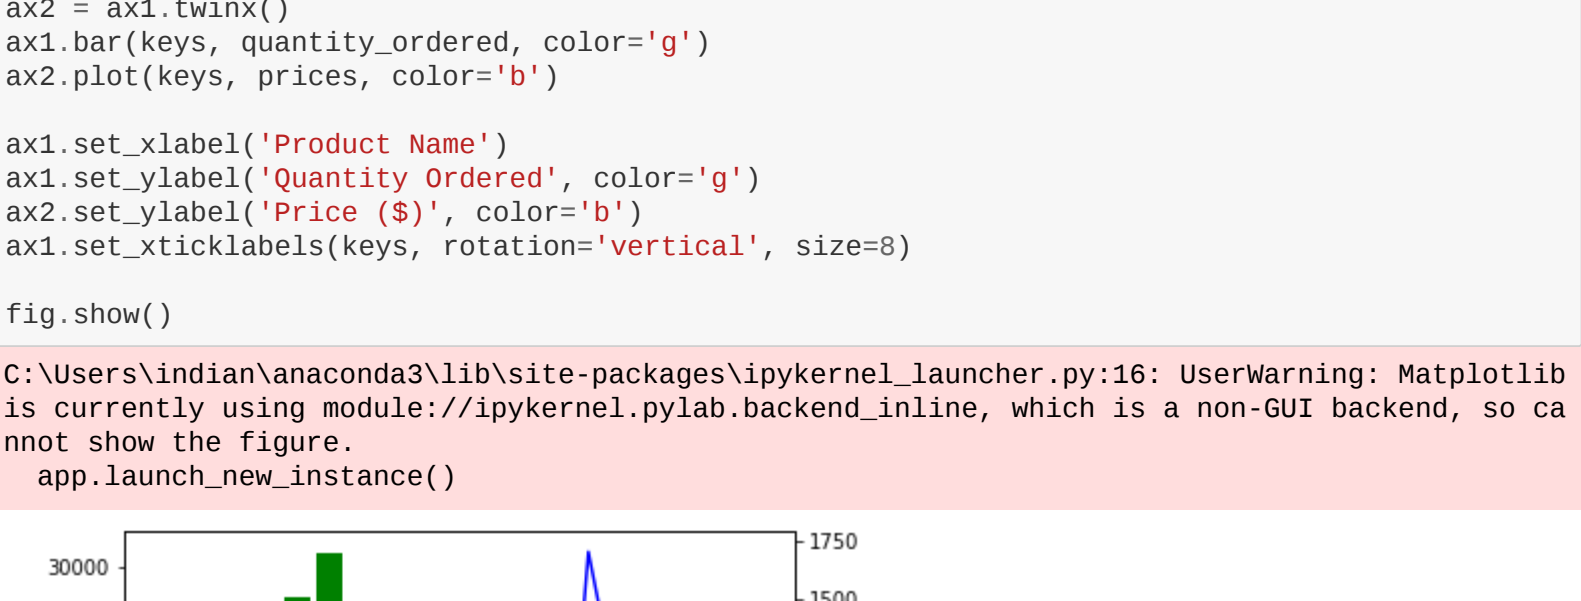 ax2 = ax1.twinx()
ax1.bar(keys, quantity_ordered, color='g')
ax2.plot(keys, prices, color='b')
ax1.set_xlabel('Product Name')
ax1.set_ylabel('Quantity Ordered', color='g')
ax2.set_ylabel('Price ($)', color='b')
ax1.set_xticklabels(keys, rotation='vertical', size=8)
fig.show()
C:\Users\indian\anaconda3\lib\site-packages\ipykernel_launcher.py:16: UserWarning: Matplotlib
is currently using module://ipykernel.pylab.backend_inline, which is a non-GUI backend, so ca
nnot show the figure.
  app.launch_new_instance()
1750
30000
1500